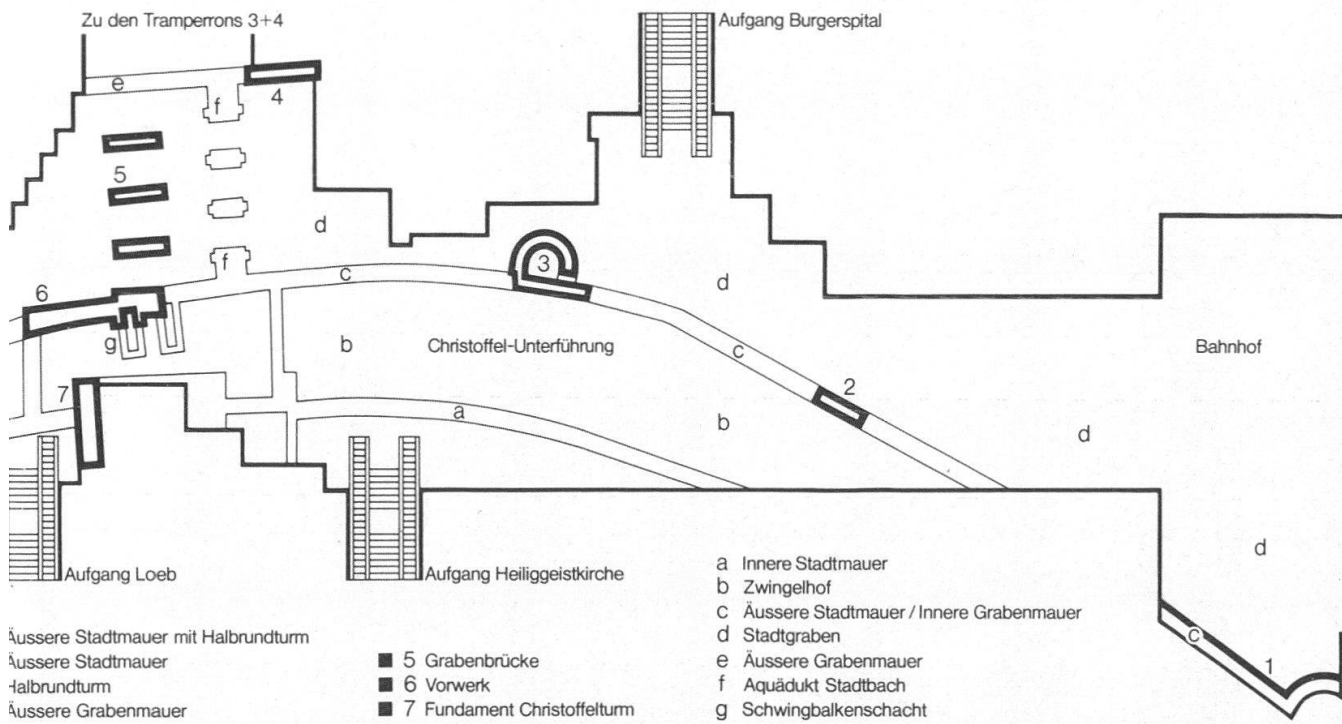 Zu den Tramperrons 3+4
Aufgang Burgerspital
e
4
f
5
d
f
c
3
d
6
g
b
Christoffel-Unterführung
c
Bahnhof
7
a
2
b
d
d
Aufgang Loeb
Aufgang Heiliggeistkirche
c
1
Äussere Stadtmauer mit Halbrundturm
Äussere Stadtmauer
Halbrundturm
Äussere Grabenmauer
■ 5 Grabenbrücke
■ 6 Vorwerk
■ 7 Fundament Christoffelturm
a Innere Stadtmauer
b Zwingelhof
c Äussere Stadtmauer / Innere Grabenmauer
d Stadtgraben
e Äussere Grabenmauer
f Aquädukt Stadtbach
g Schwingbalkenschacht